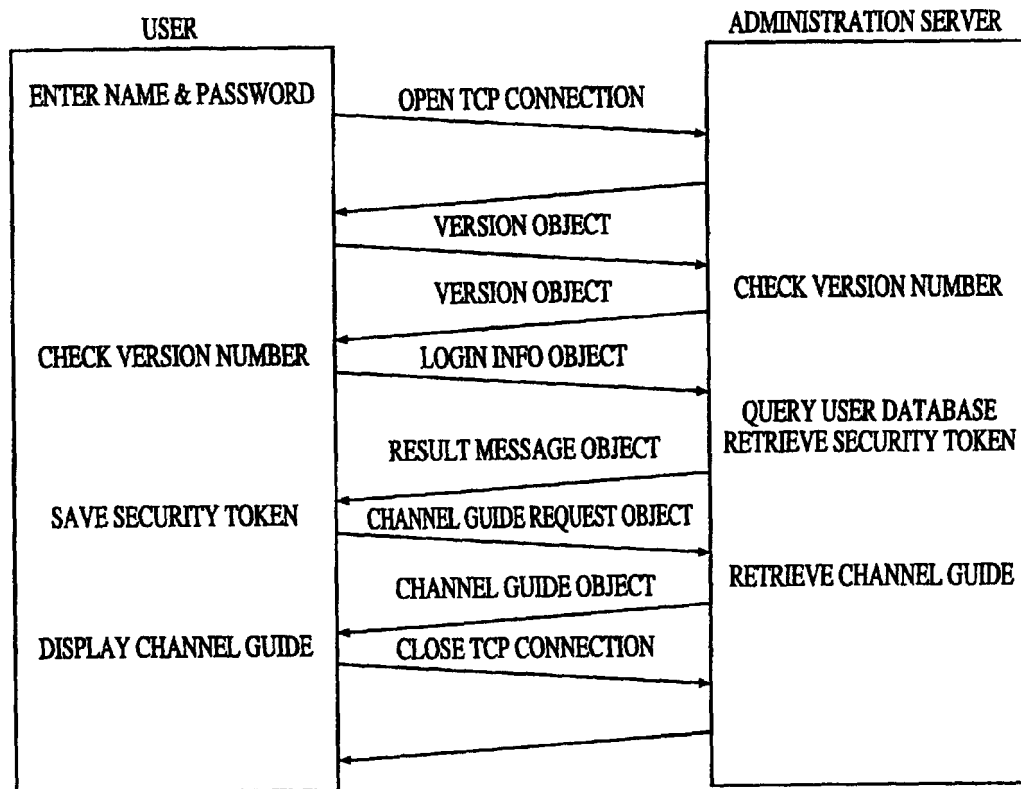 USER
ADMINISTRATION SERVER
ENTER NAME & PASSWORD
OPEN TCP CONNECTION
VERSION OBJECT
VERSION OBJECT
CHECK VERSION NUMBER
CHECK VERSION NUMBER
LOGIN INFO OBJECT
QUERY USER DATABASE
RETRIEVE SECURITY TOKEN
RESULT MESSAGE OBJECT
SAVE SECURITY TOKEN
CHANNEL GUIDE REQUEST OBJECT
RETRIEVE CHANNEL GUIDE
CHANNEL GUIDE OBJECT
DISPLAY CHANNEL GUIDE
CLOSE TCP CONNECTION